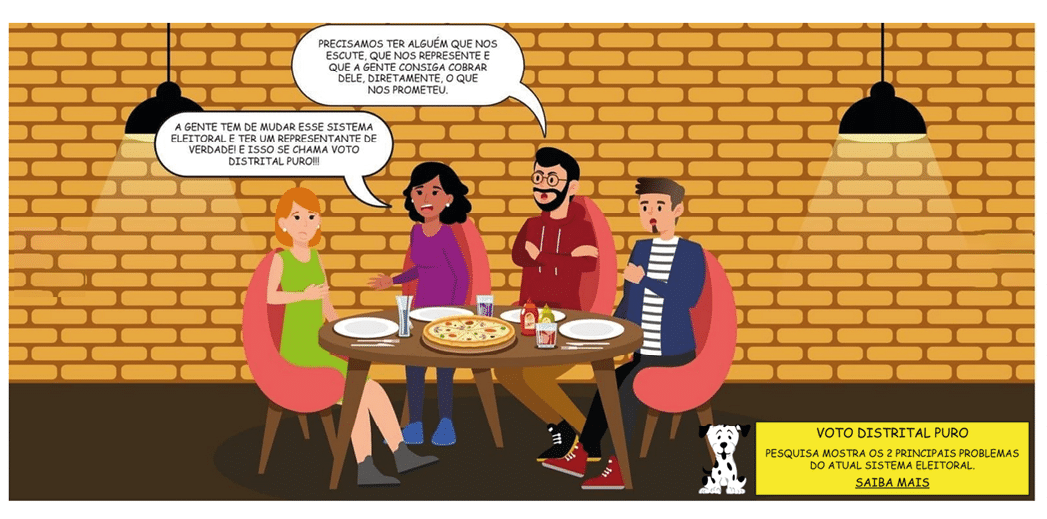 PRECISAMOS TER ALGUÉM QUE NOS
ESCUTE, QUE NOS REPRESENTE E
QUE A GENTE CONSIGA COBRAR
DELE, DIRETAMENTE, O QUE
NOS PROMETEU.
A GENTE TEM DE MUDAR ESSE SISTEMA
ELEITORAL E TER UM REPRESENTANTE DE
VERDADE! E ISSO SE CHAMA VOTO
DISTRITAL PURO!!!
VOTO DISTRITAL PURO
PESQUISA MOSTRA OS 2 PRINCIPAIS PROBLEMAS
DO ATUAL SISTEMA ELEITORAL.
SAIBA MAIS